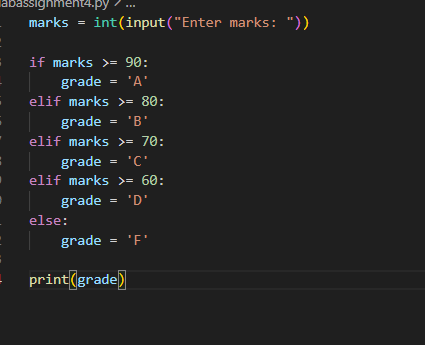 labassignment4.py > ...
marks = int(input("Enter marks: "))
if marks >= 90:
    grade = 'A'
elif marks >= 80:
    grade = 'B'
elif marks >= 70:
    grade = 'C'
elif marks >= 60:
    grade = 'D'
else:
    grade = 'F'
print(grade)